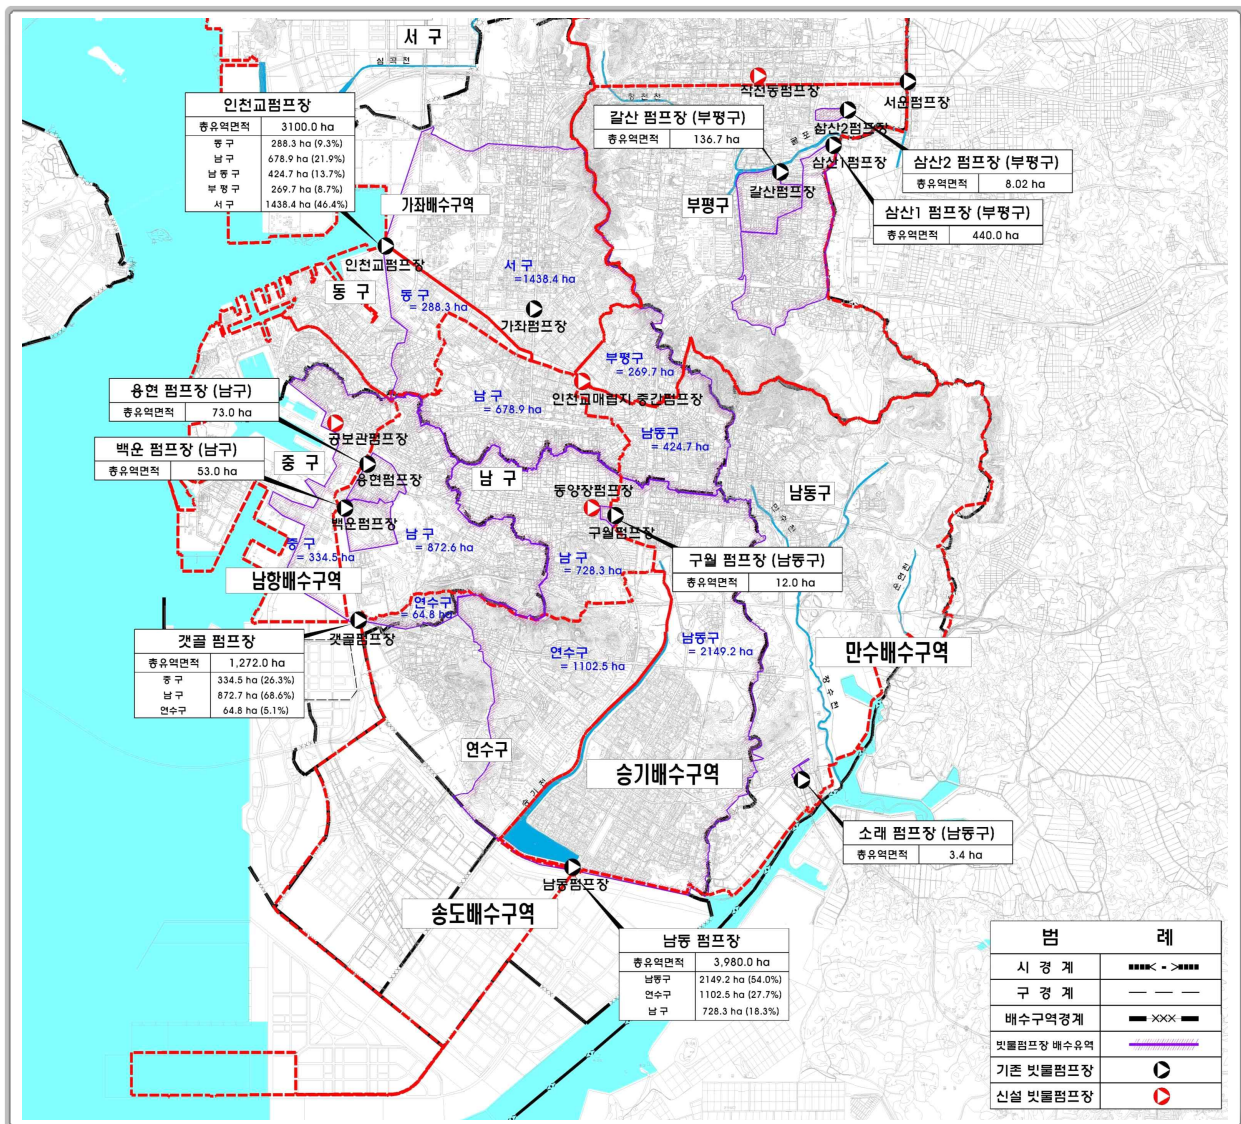 서 구
심곡천
인천교펌프장
총유역면적 3100.0 ha
동 구 288.3 ha (9.3%)
남 구 678.9 ha (21.9%)
남동구 424.7 ha (13.7%)
부평구 269.7 ha (8.7%)
서 구 1438.4 ha (46.4%)
작전동펌프장
서운펌프장
갈산 펌프장 (부평구)
총유역면적 136.7 ha
삼산2펌프장
삼산1펌프장
갈산펌프장
삼산2 펌프장 (부평구)
총유역면적 8.02 ha
부평구
삼산1 펌프장 (부평구)
총유역면적 440.0 ha
가좌배수구역
인천교펌프장
동 구
서 구
=1438.4 ha
동 구
= 288.3 ha
가좌펌프장
부평구
= 269.7 ha
인천교매립지 중간펌프장
용현 펌프장 (남구)
총유역면적 73.0 ha
남 구
= 678.9 ha
공보관펌프장
남동구
= 424.7 ha
백운 펌프장 (남구)
총유역면적 53.0 ha
중 구
용현펌프장
남 구
동양장펌프장
남동구
만수천
백운펌프장
구월펌프장
중 구
= 334.5 ha
남 구
= 872.6 ha
남 구
= 728.3 ha
구월 펌프장 (남동구)
총유역면적 12.0 ha
남항배수구역
연수구
= 64.8 ha
갯골펌프장
갯골 펌프장
총유역면적 1,272.0 ha
중 구 334.5 ha (26.3%)
남 구 872.7 ha (68.6%)
연수구 64.8 ha (5.1%)
연수구
= 1102.5 ha
남동구
= 2149.2 ha
만수배수구역
장수천
연수구
승기배수구역
승기천
소래 펌프장 (남동구)
총유역면적 3.4 ha
남동펌프장
송도배수구역
남동 펌프장
총유역면적 3,980.0 ha
남동구 2149.2 ha (54.0%)
연수구 1102.5 ha (27.7%)
남 구 728.3 ha (18.3%)
범 례
시 경 계
구 경 계
배수구역경계
빗물펌프장 배수유역
기존 빗물펌프장
신설 빗물펌프장